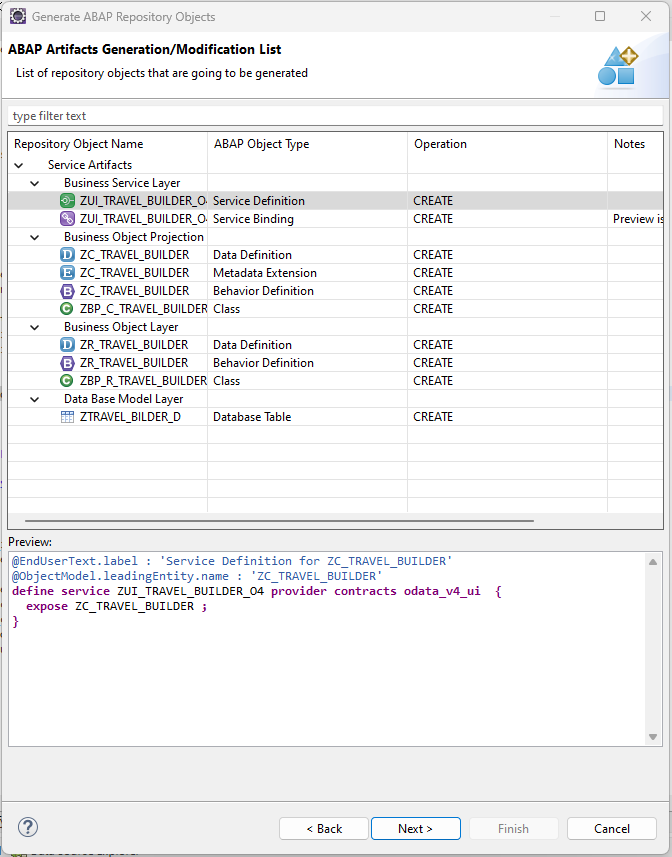 Generate ABAP Repository Objects
ABAP Artifacts Generation/Modification List
List of repository objects that are going to be generated
type filter text
Repository Object Name ABAP Object Type Operation Notes
Service Artifacts
Business Service Layer
ZUI_TRAVEL_BUILDER_O4 Service Definition CREATE
ZUI_TRAVEL_BUILDER_O4 Service Binding CREATE Preview is
Business Object Projection
ZC_TRAVEL_BUILDER Data Definition CREATE
ZC_TRAVEL_BUILDER Metadata Extension CREATE
ZC_TRAVEL_BUILDER Behavior Definition CREATE
ZBP_C_TRAVEL_BUILDER Class CREATE
Business Object Layer
ZR_TRAVEL_BUILDER Data Definition CREATE
ZR_TRAVEL_BUILDER Behavior Definition CREATE
ZBP_R_TRAVEL_BUILDER Class CREATE
Data Base Model Layer
ZTRAVEL_BILDER_D Database Table CREATE
Preview:
@EndUserText.label : 'Service Definition for ZC_TRAVEL_BUILDER'
@ObjectModel.leadingEntity.name : 'ZC_TRAVEL_BUILDER'
define service ZUI_TRAVEL_BUILDER_O4 provider contracts odata_v4_ui {
expose ZC_TRAVEL_BUILDER ;
}
? < Back Next > Finish Cancel